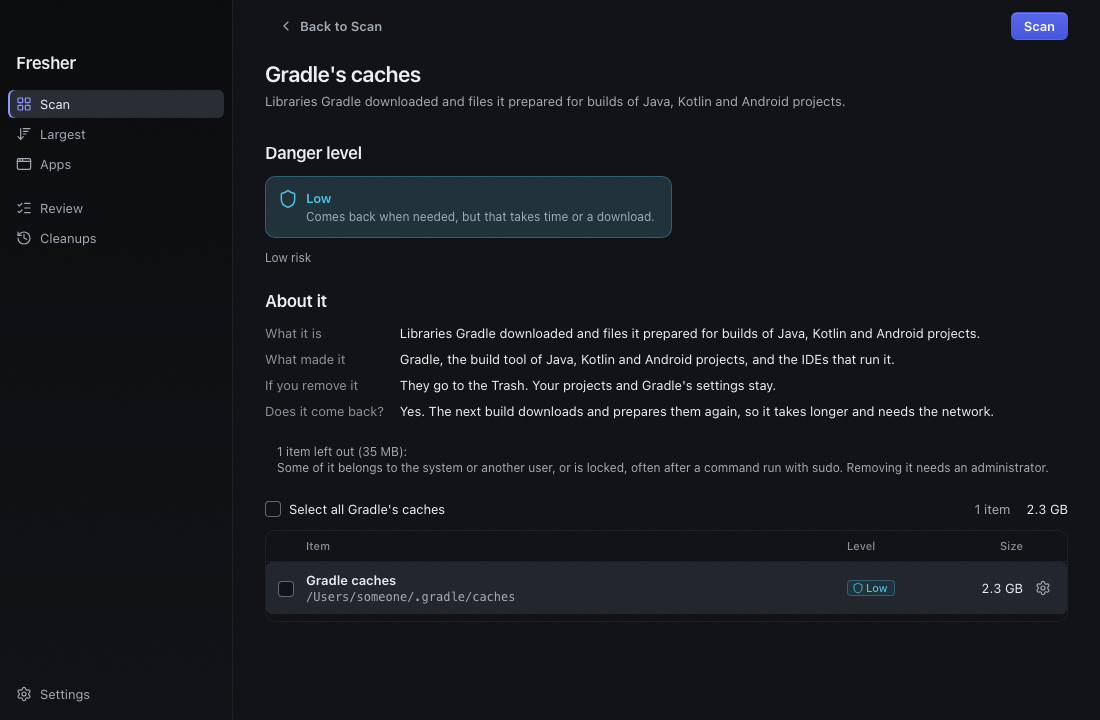 Back to Scan
Scan
Fresher
Scan
Largest
Apps
Review
Cleanups
Settings
Gradle's caches
Libraries Gradle downloaded and files it prepared for builds of Java, Kotlin and Android projects.
Danger level
Low
Comes back when needed, but that takes time or a download.
Low risk
About it
What it is Libraries Gradle downloaded and files it prepared for builds of Java, Kotlin and Android projects.
What made it Gradle, the build tool of Java, Kotlin and Android projects, and the IDEs that run it.
If you remove it They go to the Trash. Your projects and Gradle's settings stay.
Does it come back? Yes. The next build downloads and prepares them again, so it takes longer and needs the network.
1 item left out (35 MB):
Some of it belongs to the system or another user, or is locked, often after a command run with sudo. Removing it needs an administrator.
Select all Gradle's caches 1 item 2.3 GB
Item Level Size
Gradle caches
/Users/someone/.gradle/caches
Low 2.3 GB